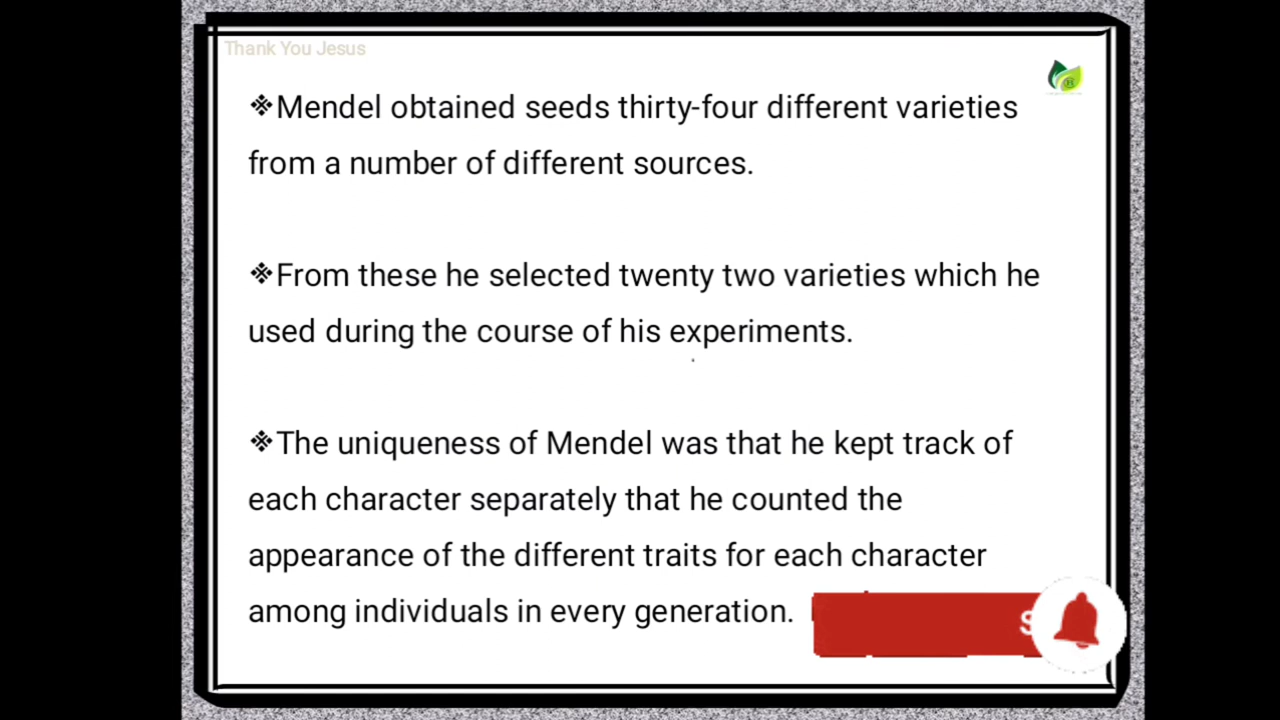 Thank You Jesus
❖Mendel obtained seeds thirty-four different varieties
from a number of different sources.
❖From these he selected twenty two varieties which he
used during the course of his experiments.
❖The uniqueness of Mendel was that he kept track of
each character separately that he counted the
appearance of the different traits for each character
among individuals in every generation.